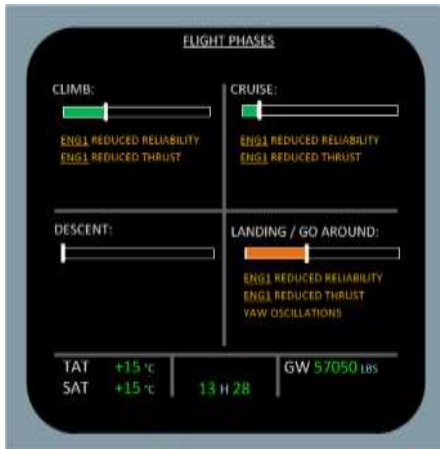 FLIGHT PHASES
CLIMB:
ENG1 REDUCED RELIABILITY
ENG1 REDUCED THRUST
CRUISE:
ENG1 REDUCED RELIABILITY
ENG1 REDUCED THRUST
DESCENT:
LANDING / GO AROUND:
ENG1 REDUCED RELIABILITY
ENG1 REDUCED THRUST
YAW OSCILLATIONS
TAT +15 °C
SAT +15 °C
13 H 28
GW 57050 LBS